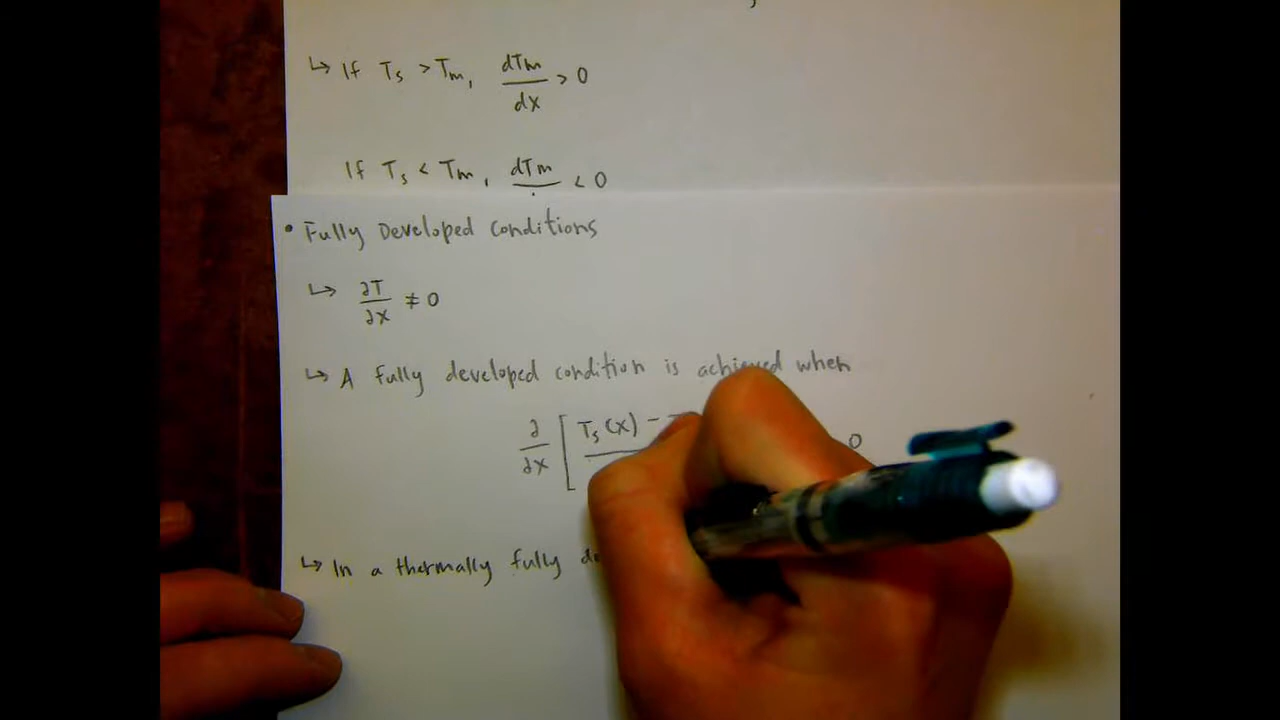 ↳ If Ts > Tm, dTm/dx > 0
If Ts < Tm, dTm < 0
• Fully Developed Conditions
↳ ∂T/∂x ≠ 0
↳ A fully developed condition is achieved when
∂/∂x [ Ts(x) - 0
↳ In a thermally fully